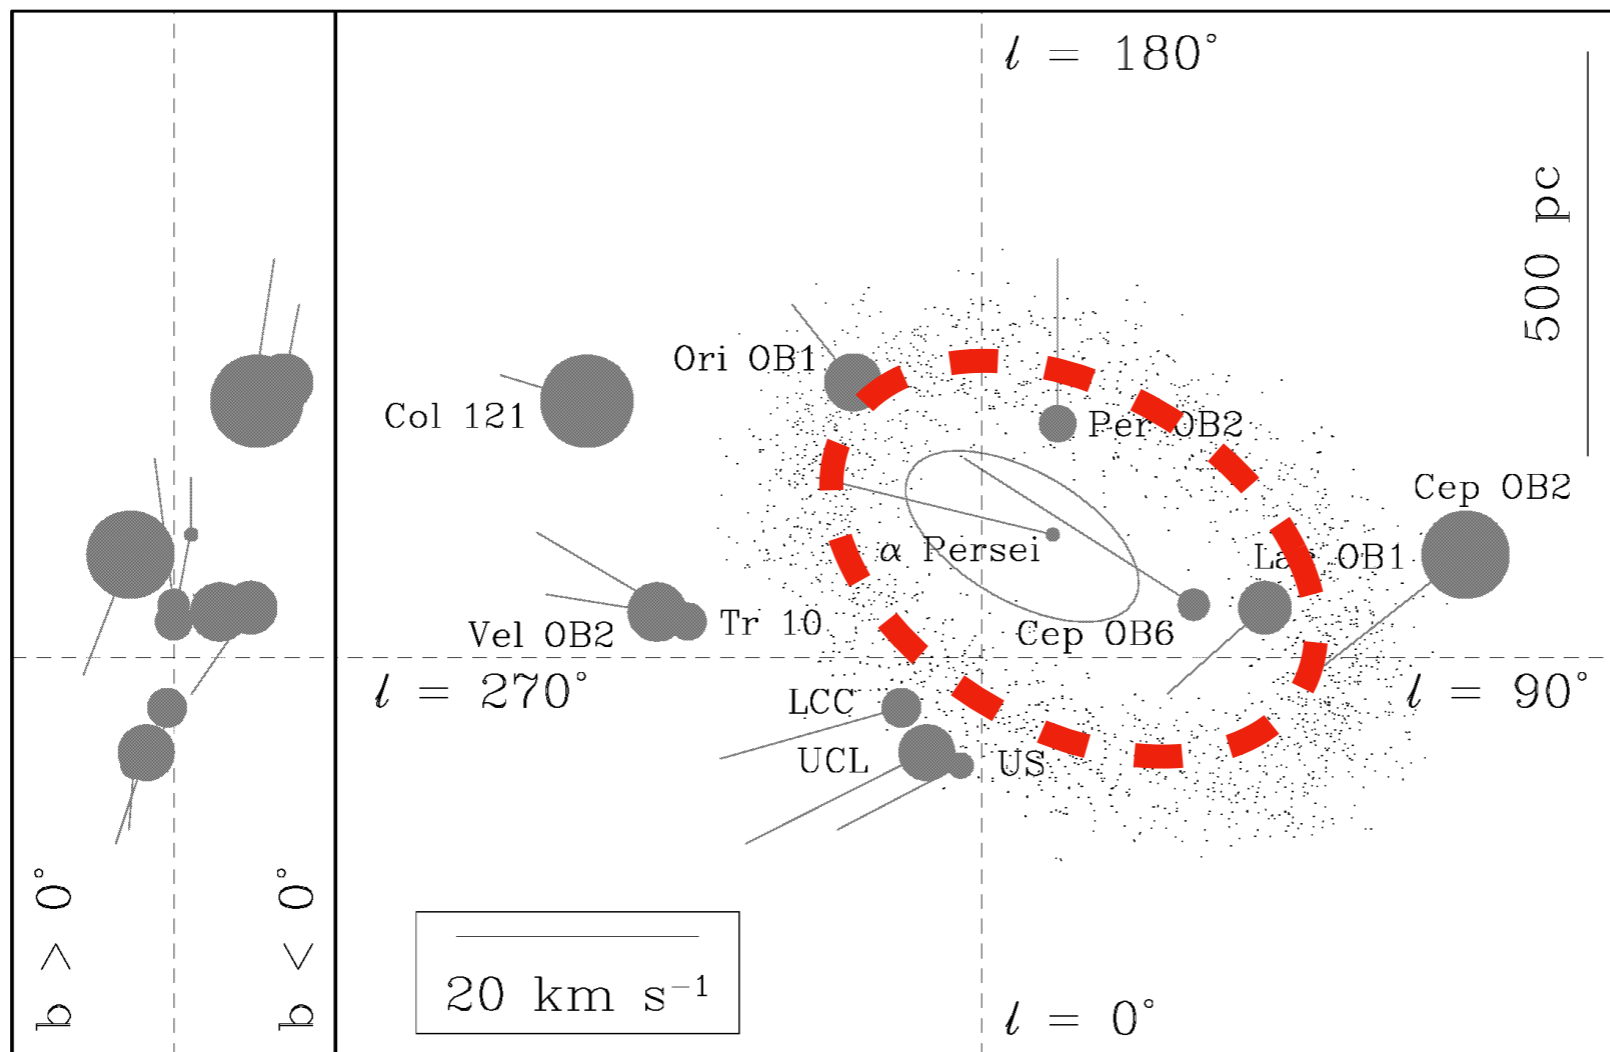 l = 180°
500 pc
Ori OB1
Col 121
Per OB2
Cep OB2
α Persei
Lac OB1
Vel OB2
Tr 10
Cep OB6
l = 270°
l = 90°
LCC
UCL
US
b > 0°
b < 0°
20 km s⁻¹
l = 0°